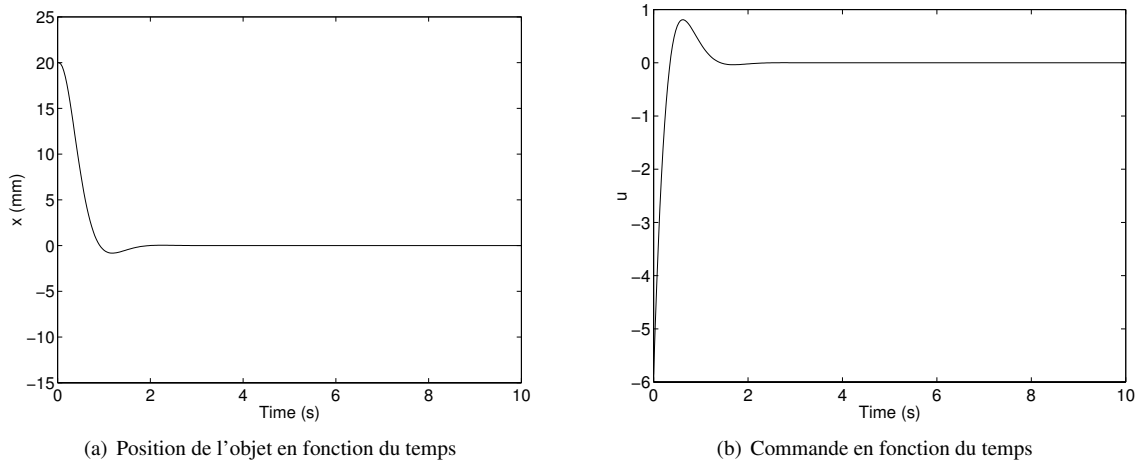 25
20
15
10
5
0
−5
−10
−15
x (mm)
0 2 4 6 8 10
Time (s)
(a) Position de l'objet en fonction du temps
1
0
−1
−2
−3
−4
−5
−6
u
0 2 4 6 8 10
Time (s)
(b) Commande en fonction du temps